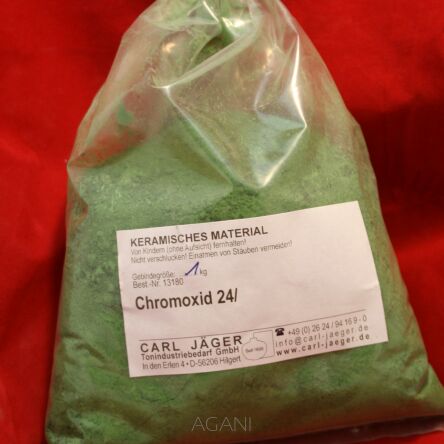 KERAMISCHES MATERIAL
Von Kindern (ohne Aufsicht) fernhalten!
Nicht verschlucken! Einatmen von Stäuben vermeiden!
Gebindegröße: 1 kg
Best.-Nr. 13180
Chromoxid 24/
CARL JÄGER
Tonindustriebedarf GmbH
In den Erlen 4 • D-56206 Hilgert
☎ +49 (0) 26 24 / 94 16 9 - 0
info@carl-jaeger.de
www.carl-jaeger.de
AGANI